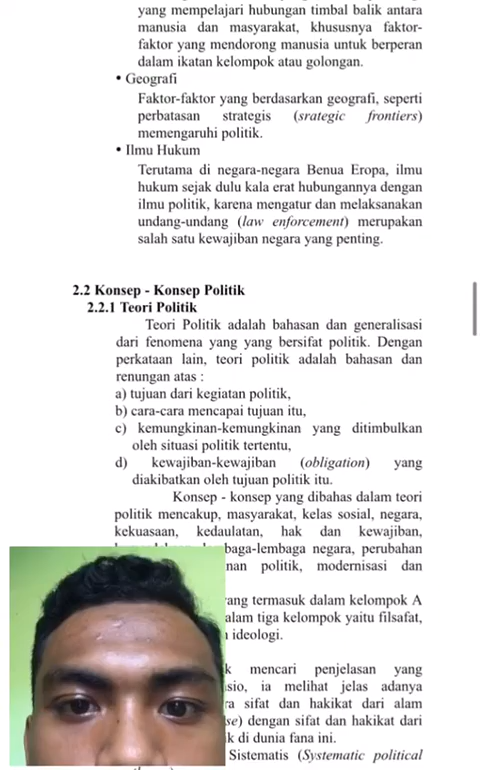 yang mempelajari hubungan timbal balik antara
manusia dan masyarakat, khususnya faktor-
faktor yang mendorong manusia untuk berperan
dalam ikatan kelompok atau golongan.
• Geografi
Faktor-faktor yang berdasarkan geografi, seperti
perbatasan strategis (srategic frontiers)
memengaruhi politik.
• Ilmu Hukum
Terutama di negara-negara Benua Eropa, ilmu
hukum sejak dulu kala erat hubungannya dengan
ilmu politik, karena mengatur dan melaksanakan
undang-undang (law enforcement) merupakan
salah satu kewajiban negara yang penting.
2.2 Konsep - Konsep Politik
2.2.1 Teori Politik
Teori Politik adalah bahasan dan generalisasi
dari fenomena yang yang bersifat politik. Dengan
perkataan lain, teori politik adalah bahasan dan
renungan atas :
a) tujuan dari kegiatan politik,
b) cara-cara mencapai tujuan itu,
c) kemungkinan-kemungkinan yang ditimbulkan
oleh situasi politik tertentu,
d) kewajiban-kewajiban (obligation) yang
diakibatkan oleh tujuan politik itu.
Konsep - konsep yang dibahas dalam teori
politik mencakup, masyarakat, kelas sosial, negara,
kekuasaan, kedaulatan, hak dan kewajiban,
baga-lembaga negara, perubahan
nan politik, modernisasi dan
yang termasuk dalam kelompok A
alam tiga kelompok yaitu filsafat,
ideologi.
k mencari penjelasan yang
sio, ia melihat jelas adanya
ra sifat dan hakikat dari alam
se) dengan sifat dan hakikat dari
ik di dunia fana ini.
Sistematis (Systematic political